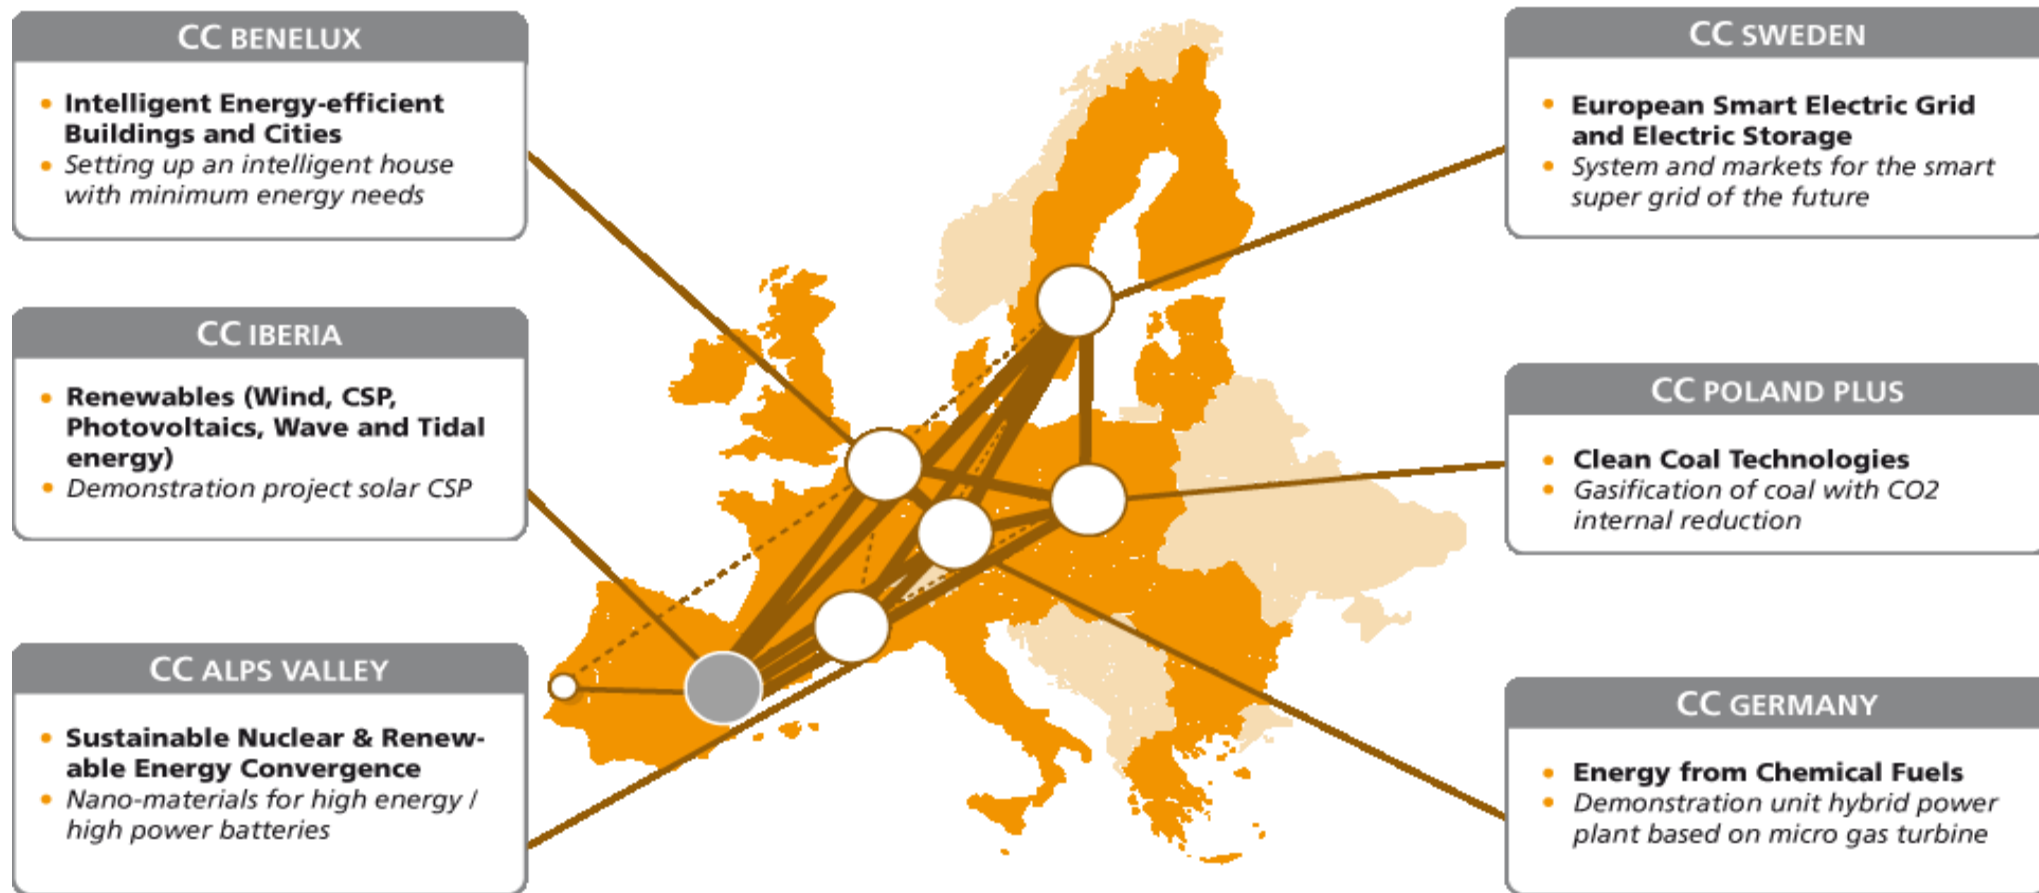 CC BENELUX
• Intelligent Energy-efficient
Buildings and Cities
• Setting up an intelligent house
with minimum energy needs
CC IBERIA
• Renewables (Wind, CSP,
Photovoltaics, Wave and Tidal
energy)
• Demonstration project solar CSP
CC ALPS VALLEY
• Sustainable Nuclear & Renew-
able Energy Convergence
• Nano-materials for high energy /
high power batteries
CC SWEDEN
• European Smart Electric Grid
and Electric Storage
• System and markets for the smart
super grid of the future
CC POLAND PLUS
• Clean Coal Technologies
• Gasification of coal with CO2
internal reduction
CC GERMANY
• Energy from Chemical Fuels
• Demonstration unit hybrid power
plant based on micro gas turbine